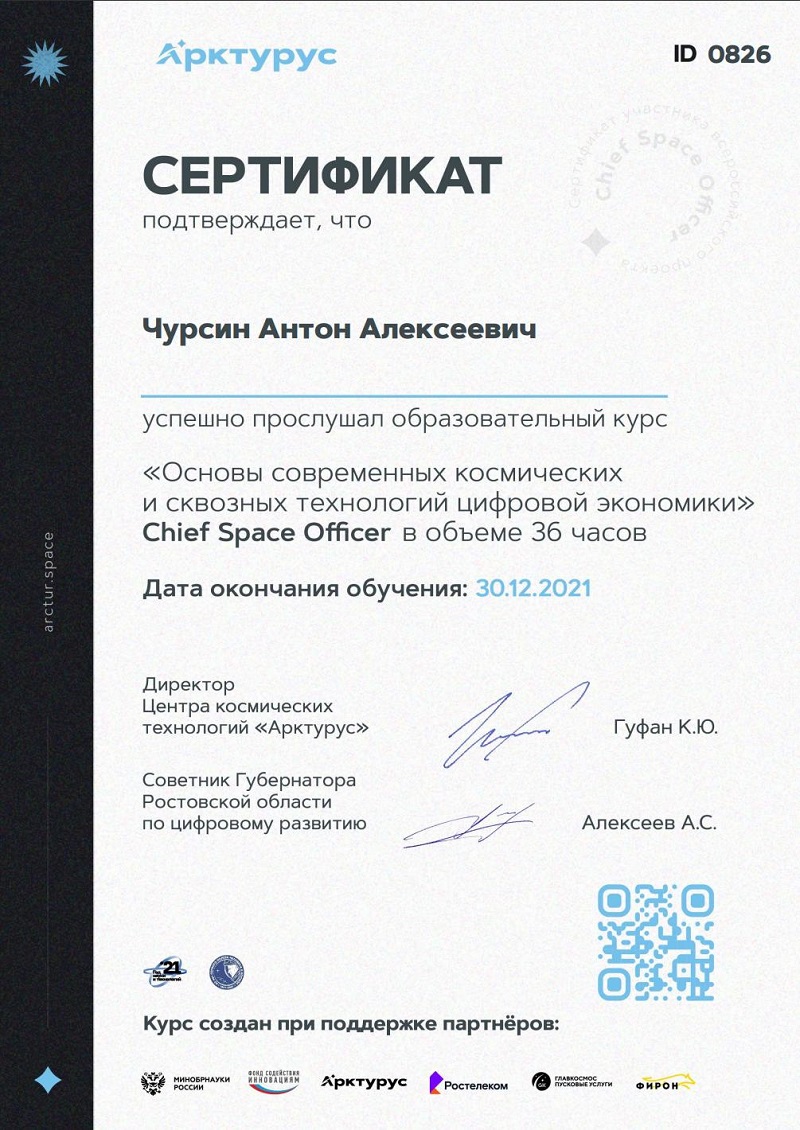 Арктурус
ID 0826
Сертификат участника всероссийского проекта
Chief Space Officer
СЕРТИФИКАТ
подтверждает, что
Чурсин Антон Алексеевич
успешно прослушал образовательный курс
«Основы современных космических
и сквозных технологий цифровой экономики»
Chief Space Officer в объеме 36 часов
Дата окончания обучения: 30.12.2021
arctur.space
Директор
Центра космических
технологий «Арктурус»
Гуфан К.Ю.
Советник Губернатора
Ростовской области
по цифровому развитию
Алексеев А.С.
21
Курс создан при поддержке партнёров:
МИНОБРНАУКИ
РОССИИ
ФОНД СОДЕЙСТВИЯ
ИННОВАЦИЯМ
Арктурус
Ростелеком
ГЛАВКОСМОС
ПУСКОВЫЕ УСЛУГИ
ФИРОН